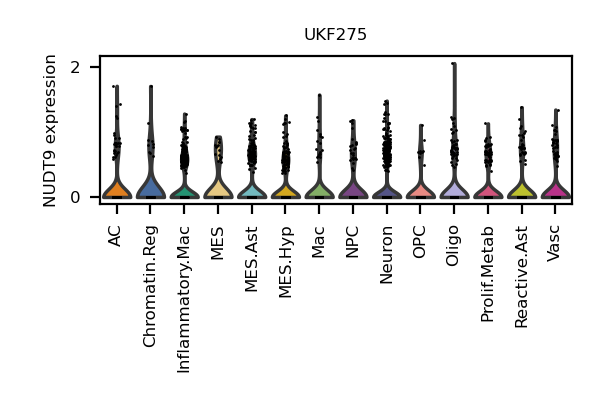 UKF275
NUDT9 expression
2
0
AC
Chromatin.Reg
Inflammatory.Mac
MES
MES.Ast
MES.Hyp
Mac
NPC
Neuron
OPC
Oligo
Prolif.Metab
Reactive.Ast
Vasc